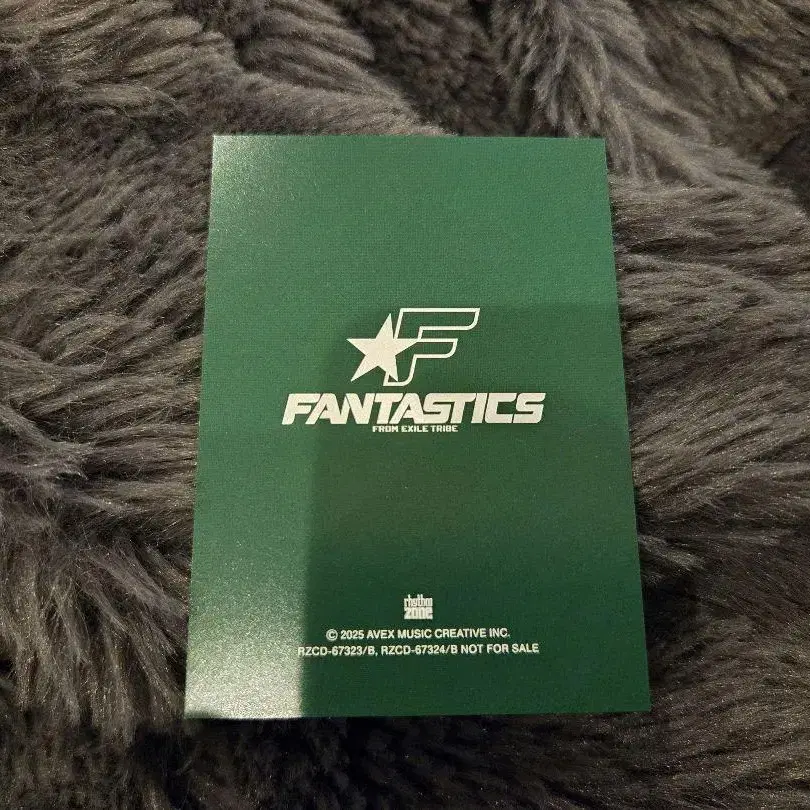 F
FANTASTICS
FROM EXILE TRIBE
rhythm
zone
© 2025 AVEX MUSIC CREATIVE INC.
RZCD-67323/B, RZCD-67324/B NOT FOR SALE